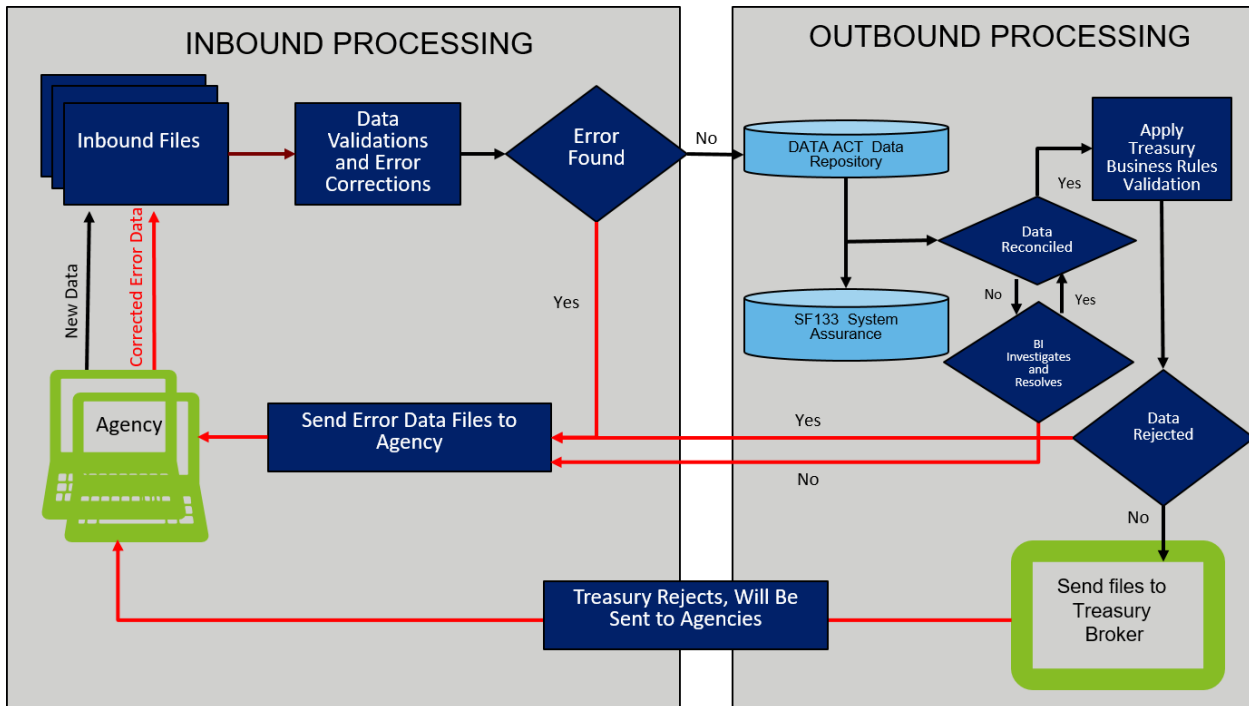 INBOUND PROCESSING
Inbound Files
Data
Validations
and Error
Corrections
Error
Found
No
Yes
New Data
Corrected Error Data
Agency
Send Error Data Files to
Agency
OUTBOUND PROCESSING
DATA ACT Data
Repository
SF133 System
Assurance
Data
Reconciled
Yes
No
Yes
BI
Investigates
and
Resolves
Apply
Treasury
Business Rules
Validation
Data
Rejected
Yes
No
No
Send files to
Treasury
Broker
Treasury Rejects, Will Be
Sent to Agencies